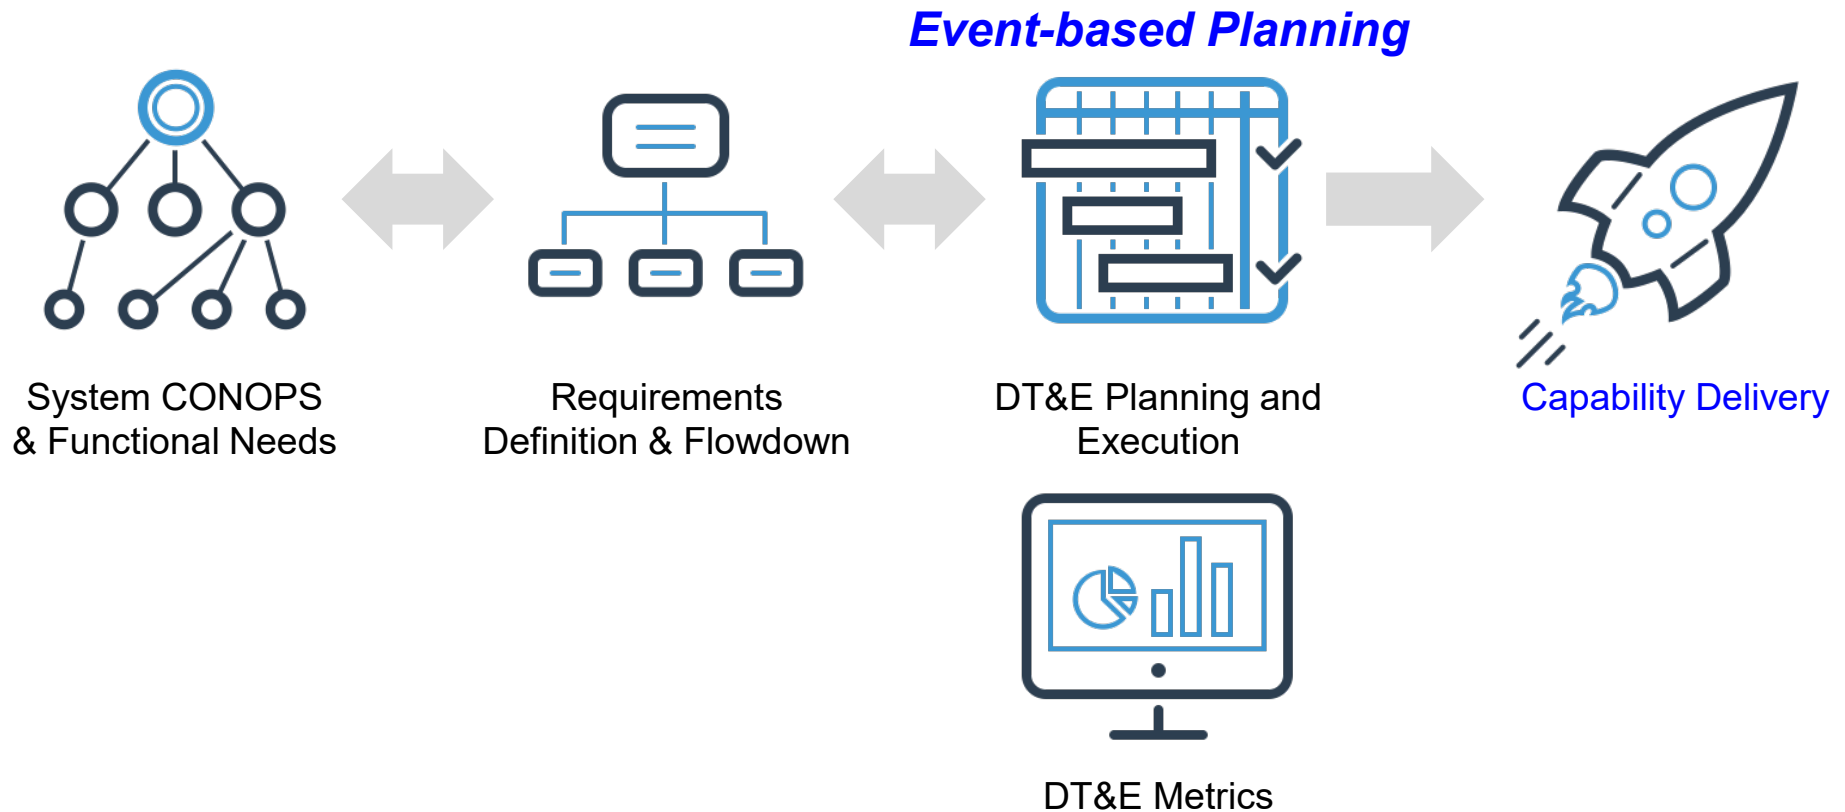 Event-based Planning
System CONOPS
& Functional Needs
Requirements
Definition & Flowdown
DT&E Planning and
Execution
Capability Delivery
DT&E Metrics